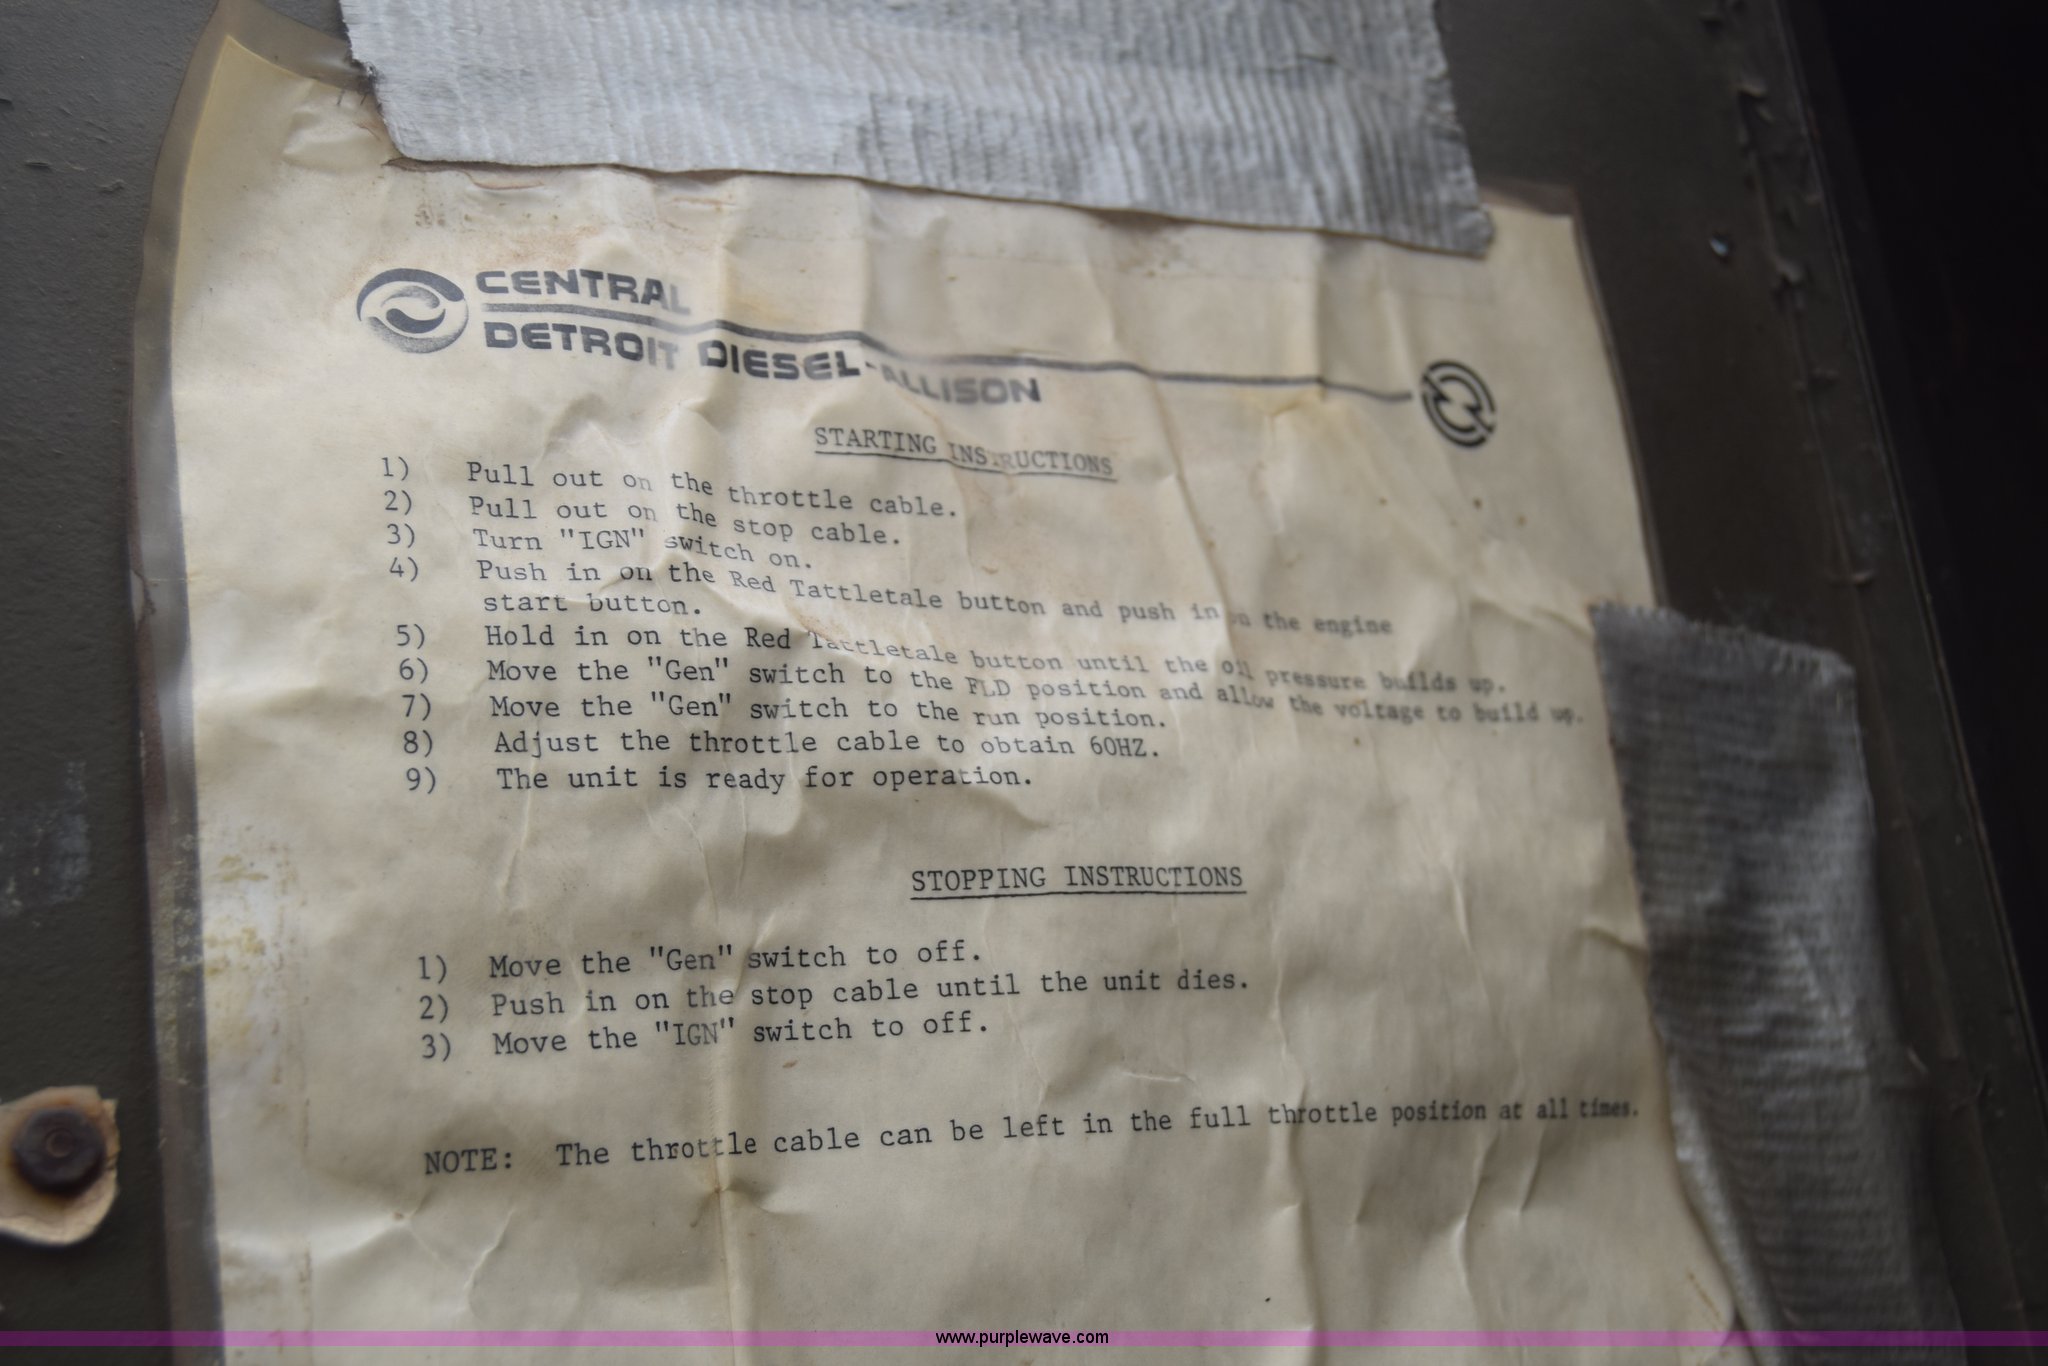 CENTRAL
DETROIT DIESEL-ALLISON
STARTING INSTRUCTIONS
1) Pull out on the throttle cable.
2) Pull out on the stop cable.
3) Turn "IGN" switch on.
4) Push in on the Red Tattletale button and push in on the engine
start button.
5) Hold in on the Red Tattletale button until the oil pressure builds up.
6) Move the "Gen" switch to the FLD position and allow the voltage to build up.
7) Move the "Gen" switch to the run position.
8) Adjust the throttle cable to obtain 60HZ.
9) The unit is ready for operation.
STOPPING INSTRUCTIONS
1) Move the "Gen" switch to off.
2) Push in on the stop cable until the unit dies.
3) Move the "IGN" switch to off.
NOTE: The throttle cable can be left in the full throttle position at all times.
www.purplewave.com